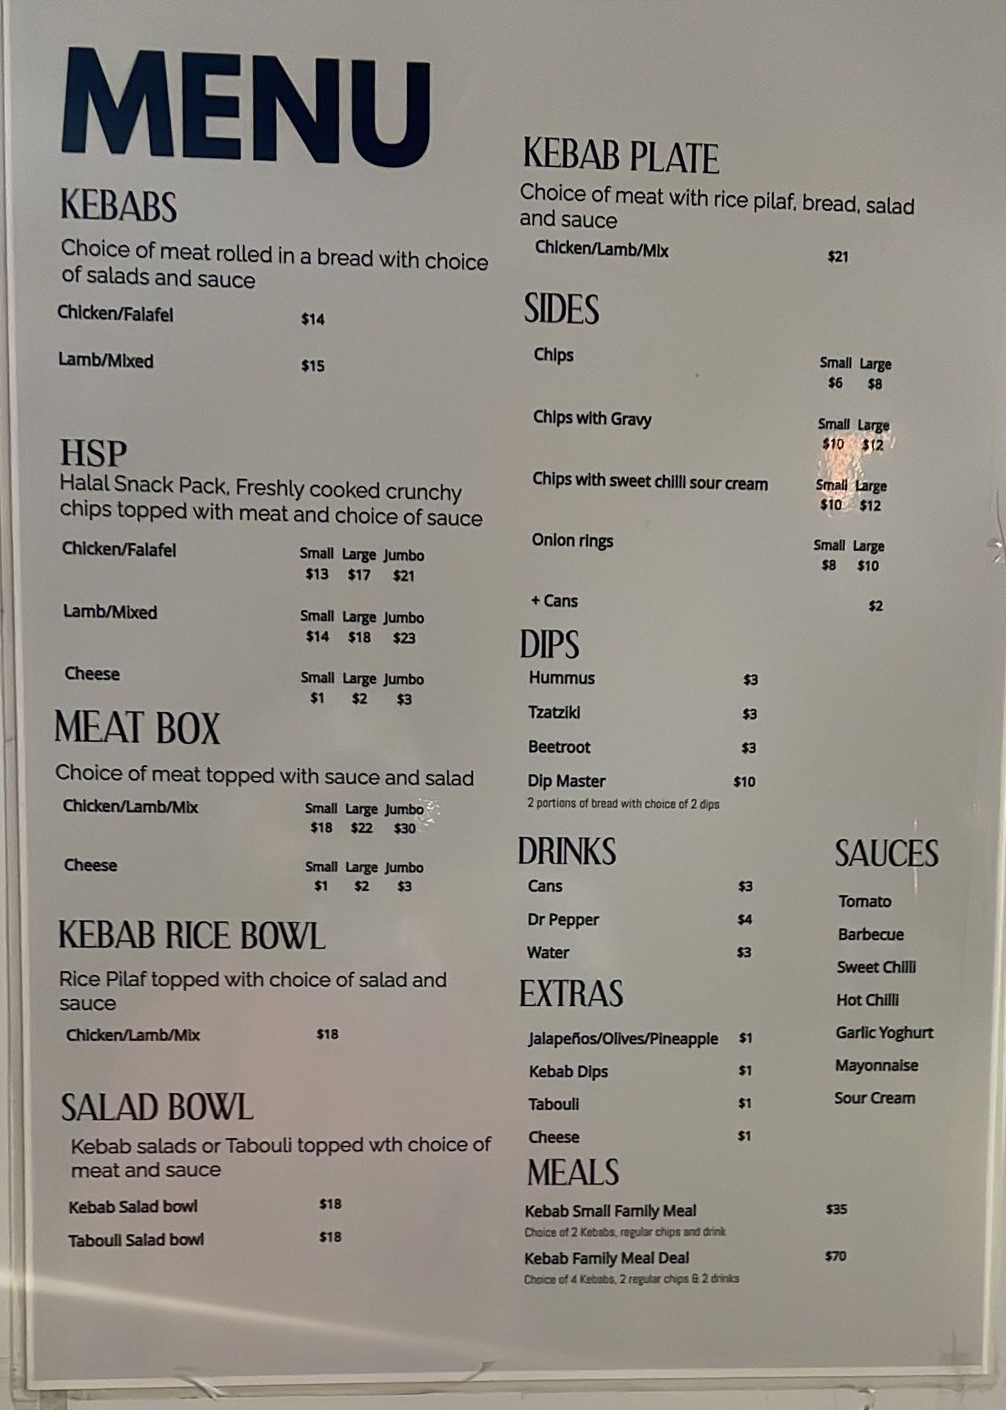 MENU
KEBABS
Choice of meat rolled in a bread with choice
of salads and sauce
Chicken/Falafel $14
Lamb/Mixed $15
HSP
Halal Snack Pack, Freshly cooked crunchy
chips topped with meat and choice of sauce
Chicken/Falafel Small Large Jumbo
$13 $17 $21
Lamb/Mixed Small Large Jumbo
$14 $18 $23
Cheese Small Large Jumbo
$1 $2 $3
MEAT BOX
Choice of meat topped with sauce and salad
Chicken/Lamb/Mix Small Large Jumbo
$18 $22 $30
Cheese Small Large Jumbo
$1 $2 $3
KEBAB RICE BOWL
Rice Pilaf topped with choice of salad and
sauce
Chicken/Lamb/Mix $18
SALAD BOWL
Kebab salads or Tabouli topped wth choice of
meat and sauce
Kebab Salad bowl $18
Tabouli Salad bowl $18
KEBAB PLATE
Choice of meat with rice pilaf, bread, salad
and sauce
Chicken/Lamb/Mix $21
SIDES
Chips Small Large
$6 $8
Chips with Gravy Small Large
$10 $12
Chips with sweet chilli sour cream Small Large
$10 $12
Onion rings Small Large
$8 $10
+ Cans $2
DIPS
Hummus $3
Tzatziki $3
Beetroot $3
Dip Master $10
2 portions of bread with choice of 2 dips
DRINKS
Cans $3
Dr Pepper $4
Water $3
EXTRAS
Jalapeños/Olives/Pineapple $1
Kebab Dips $1
Tabouli $1
Cheese $1
SAUCES
Tomato
Barbecue
Sweet Chilli
Hot Chilli
Garlic Yoghurt
Mayonnaise
Sour Cream
MEALS
Kebab Small Family Meal $35
Choice of 2 Kebabs, regular chips and drink
Kebab Family Meal Deal $70
Choice of 4 Kebabs, 2 regular chips & 2 drinks